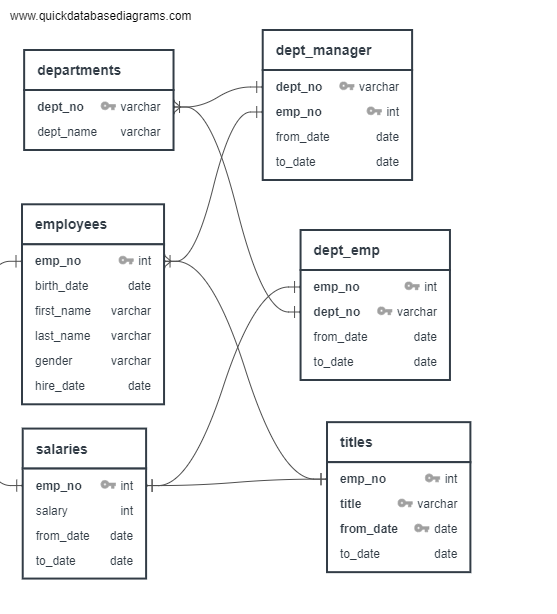 www.quickdatabasediagrams.com
departments
dept_no varchar
dept_name varchar
dept_manager
dept_no varchar
emp_no int
from_date date
to_date date
employees
emp_no int
birth_date date
first_name varchar
last_name varchar
gender varchar
hire_date date
dept_emp
emp_no int
dept_no varchar
from_date date
to_date date
salaries
emp_no int
salary int
from_date date
to_date date
titles
emp_no int
title varchar
from_date date
to_date date